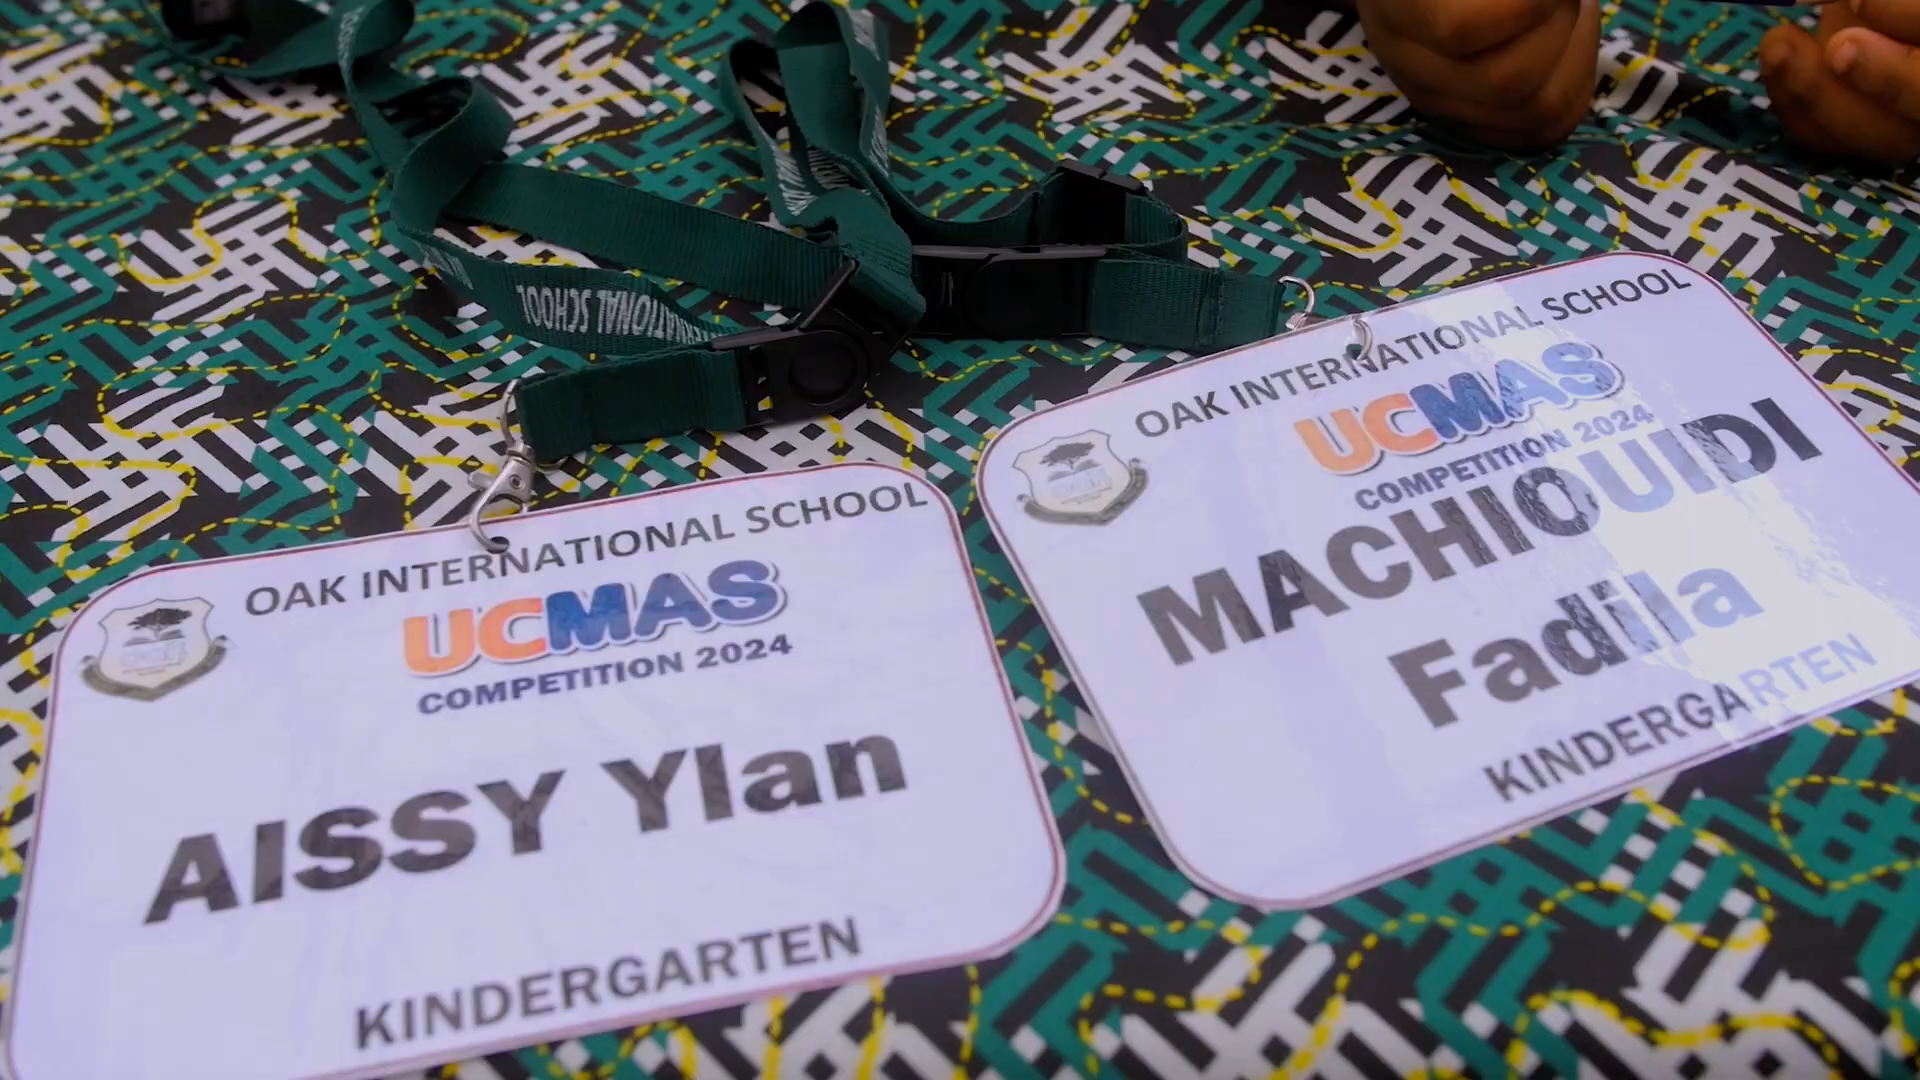 INTERNATIONAL SCHOOL
OAK INTERNATIONAL SCHOOL
UCMAS
COMPETITION 2024
AISSY Ylan
KINDERGARTEN
OAK INTERNATIONAL SCHOOL
UCMAS
COMPETITION 2024
MACHIOUIDI
Fadila
KINDERGARTEN